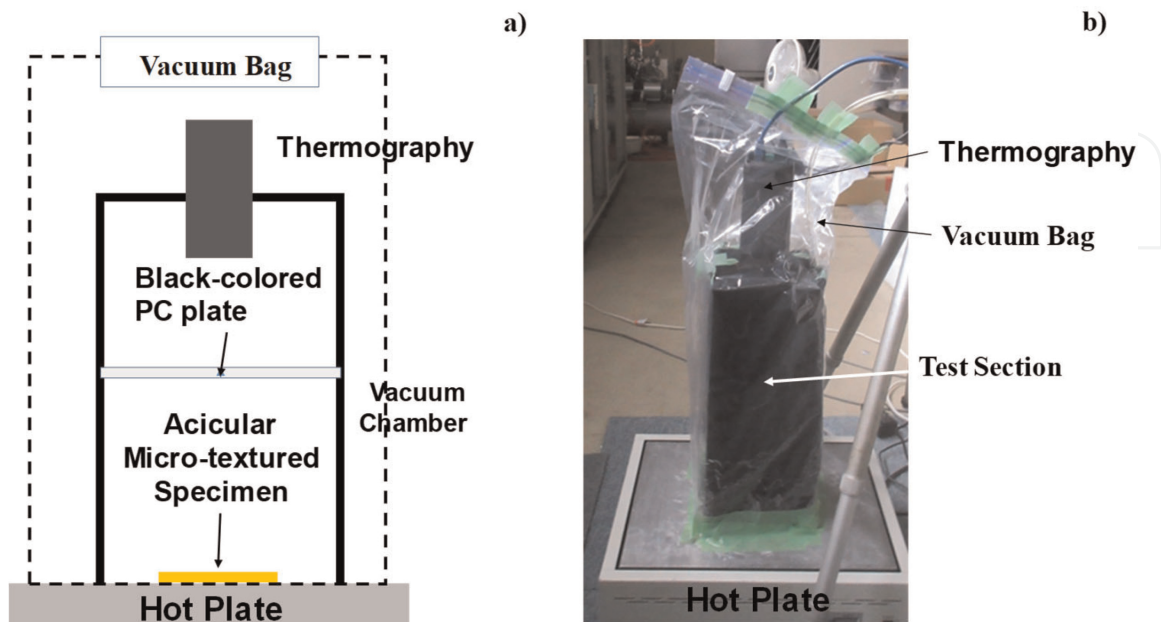 a)
Vacuum Bag
Thermography
Black-colored
PC plate
Vacuum
Chamber
Acicular
Micro-textured
Specimen
Hot Plate
b)
Thermography
Vacuum Bag
Test Section
Hot Plate